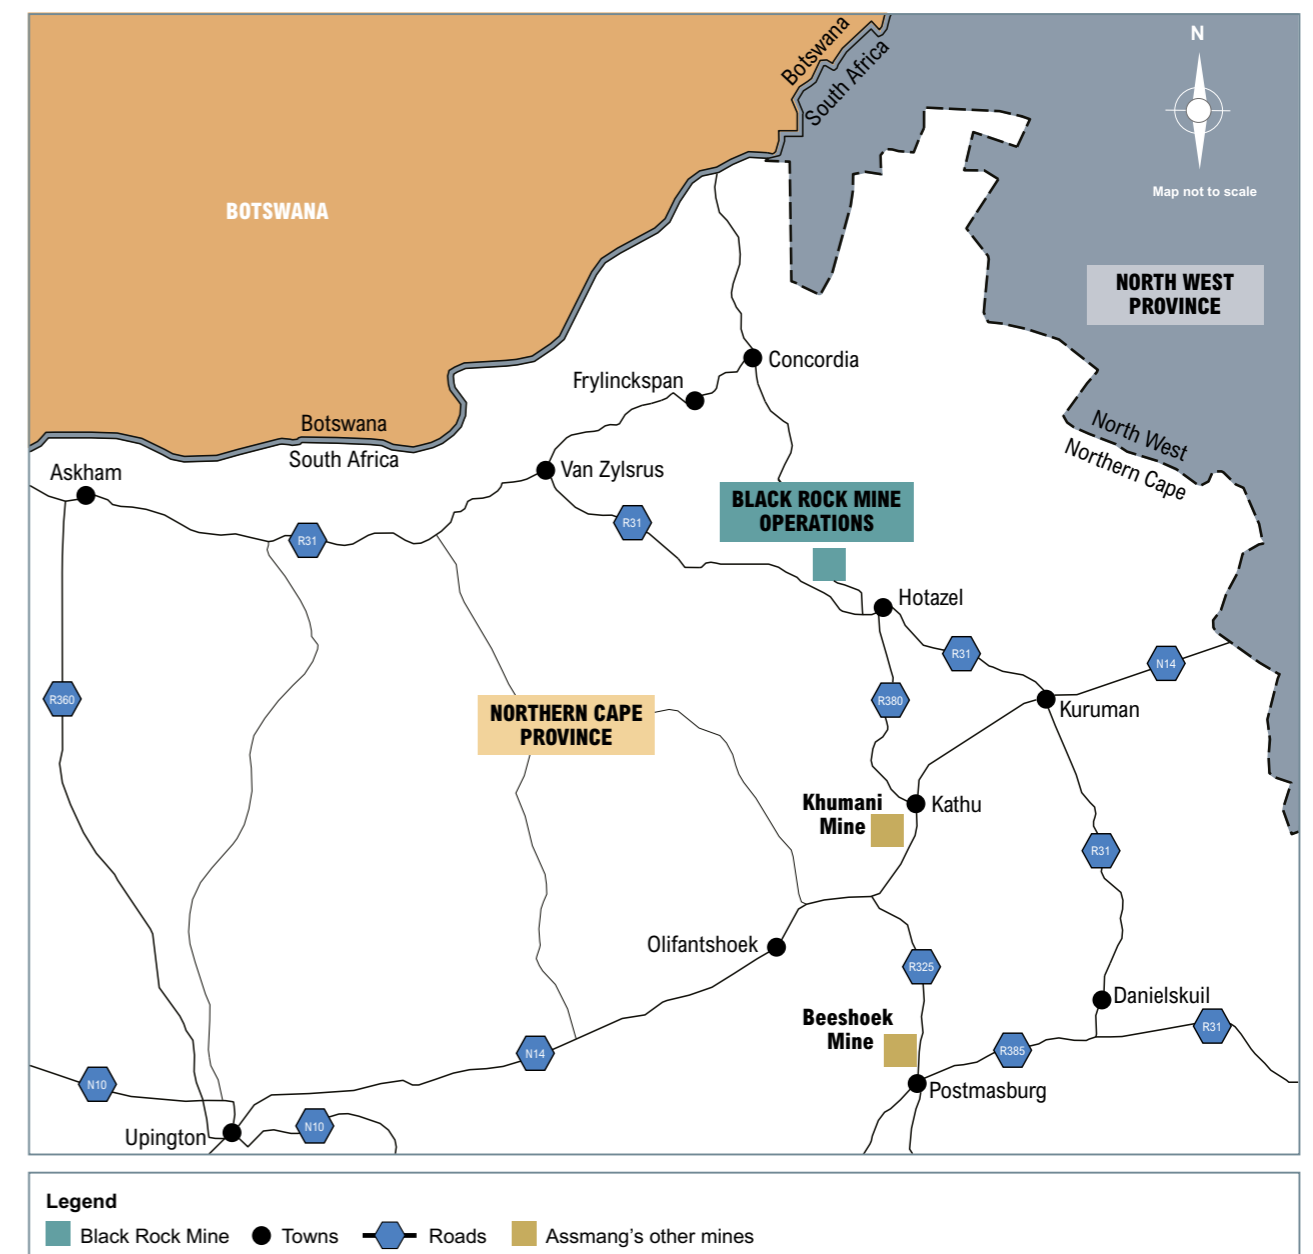 Botswana
South Africa
N
Map not to scale
BOTSWANA
NORTH WEST
PROVINCE
Concordia
Frylinckspan
Botswana
South Africa
North West
Northern Cape
Askham
Van Zylsrus
R31
R31
BLACK ROCK MINE
OPERATIONS
Hotazel
R31
N14
R360
R380
Kuruman
NORTHERN CAPE
PROVINCE
Khumani
Mine
Kathu
R31
Olifantshoek
R325
Danielskuil
Beeshoek
Mine
R31
R385
N14
N10
Postmasburg
N10
Upington
Legend
Black Rock Mine
Towns
Roads
Assmang's other mines